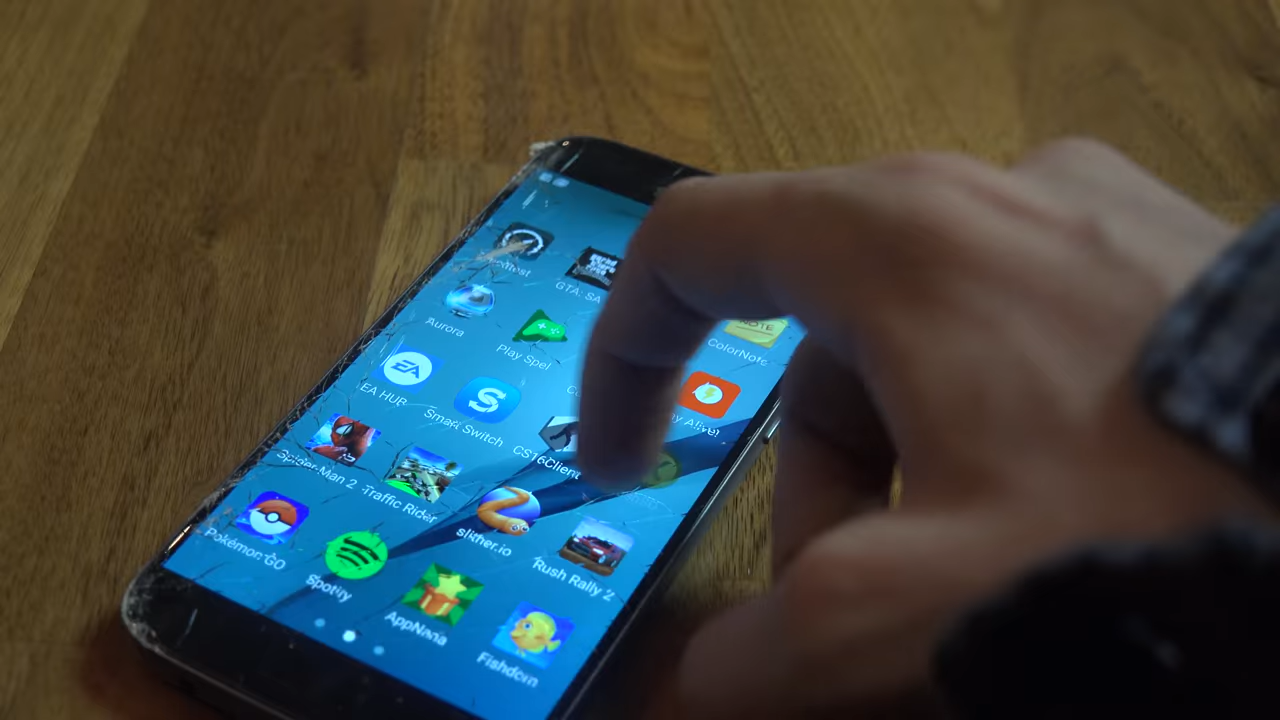 GTA: SA
Aurora
Play Spel
NOTE
ColorNote
EA
EA HUB
S
Smart Switch
CS16Client
Spider-Man 2
Traffic Rider
slither.io
Rush Rally 2
Pokémon GO
Spotify
AppNana
Fishdom